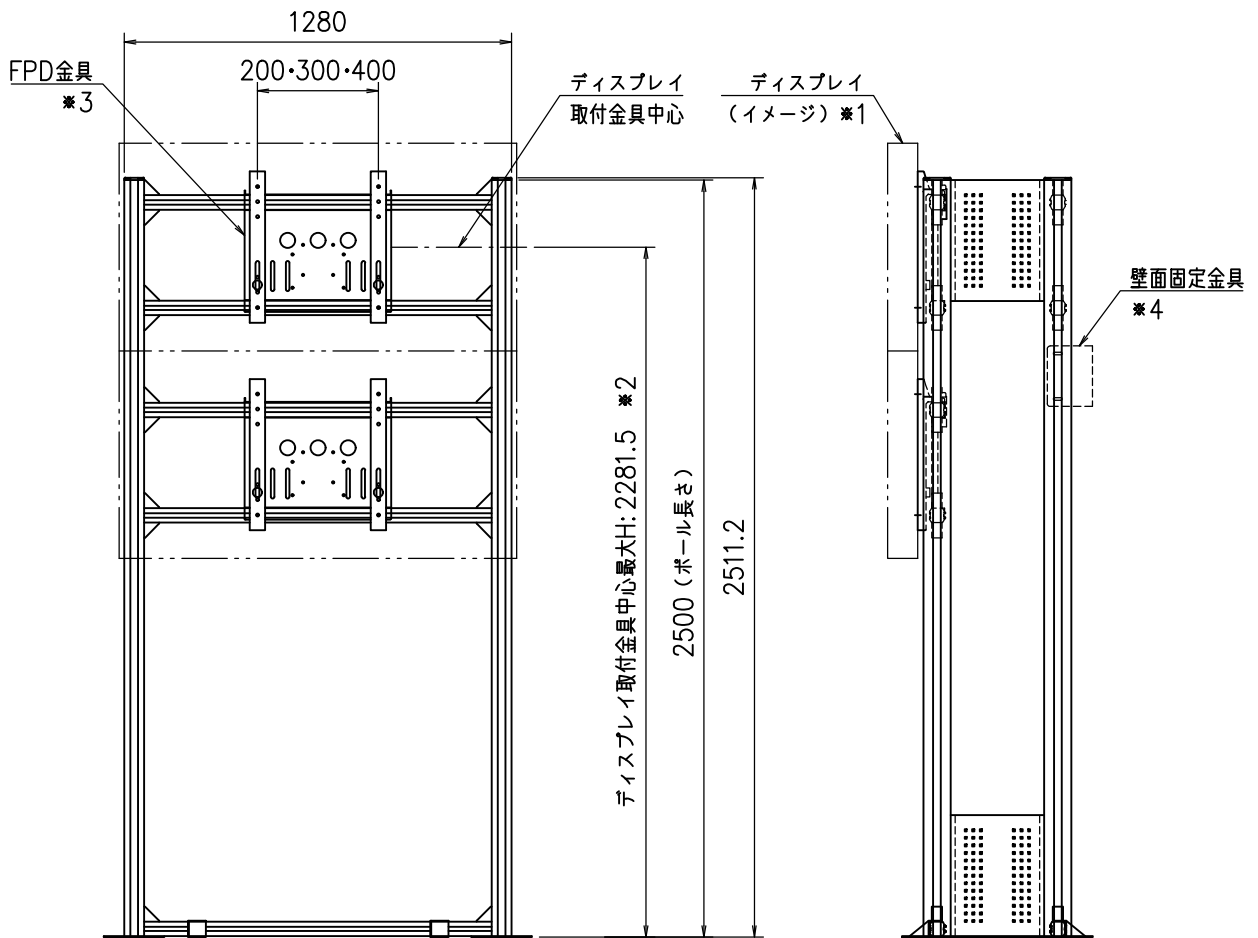 1280
200･300･400
FPD金具
※3
ディスプレイ
取付金具中心
ディスプレイ
(イメージ)※1
壁面固定金具
※4
ディスプレイ取付金具中心最大H:2281.5 ※2
2500(ポール長さ)
2511.2